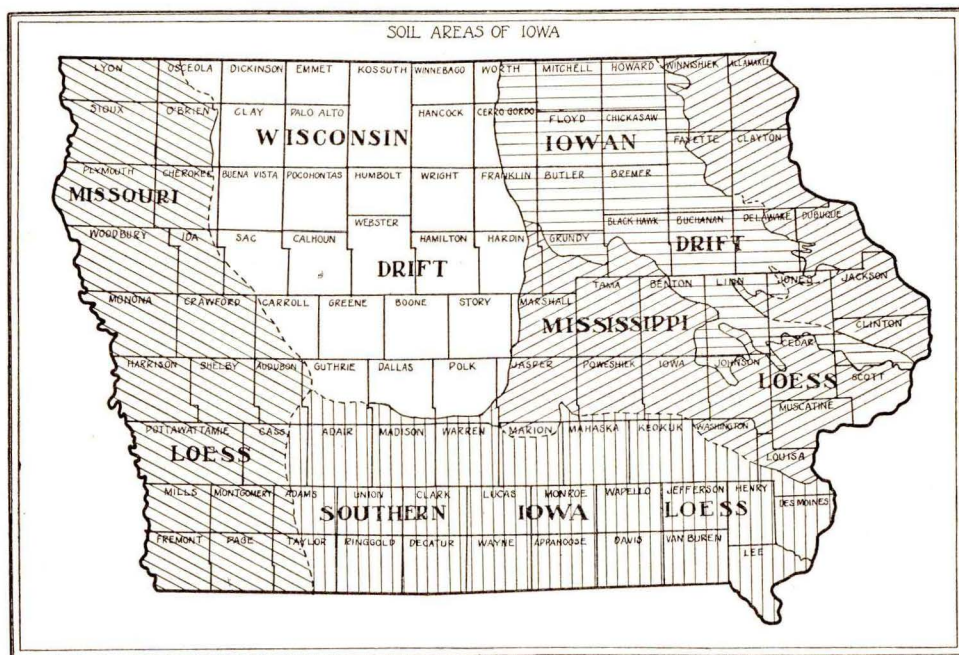 SOIL AREAS OF IOWA
LYON OSCEOLA DICKINSON EMMET KOSSUTH WINNEBAGO WORTH MITCHELL HOWARD WINNISHIEK ALLAMAKEE
SIOUX O'BRIEN CLAY PALO ALTO HANCOCK CERRO GORDO FLOYD CHICKASAW
WISCONSIN IOWAN
FAYETTE CLAYTON
PLYMOUTH CHEROKEE BUENA VISTA POCOHONTAS HUMBOLT WRIGHT FRANKLIN BUTLER BREMER
MISSOURI
WEBSTER BLACK HAWK BUCHANAN DELAWARE DUBUQUE
WOODBURY IDA SAC CALHOUN HAMILTON HARDIN GRUNDY
DRIFT DRIFT
MONONA CRAWFORD CARROLL GREENE BOONE STORY MARSHALL TAMA BENTON LINN JONES JACKSON
MISSISSIPPI
CLINTON
CEDAR
HARRISON SHELBY AUDUBON GUTHRIE DALLAS POLK JASPER POWESHIEK IOWA JOHNSON
LOESS
SCOTT
MUSCATINE
POTTAWATTAMIE CASS ADAIR MADISON WARREN MARION MAHASKA KEOKUK WASHINGTON
LOESS
LOUISA
MILLS MONTGOMERY ADAMS UNION CLARK LUCAS MONROE WAPELLO JEFFERSON HENRY DES MOINES
SOUTHERN IOWA LOESS
FREMONT PAGE TAYLOR RINGGOLD DECATUR WAYNE APPANOOSE DAVIS VAN BUREN
LEE